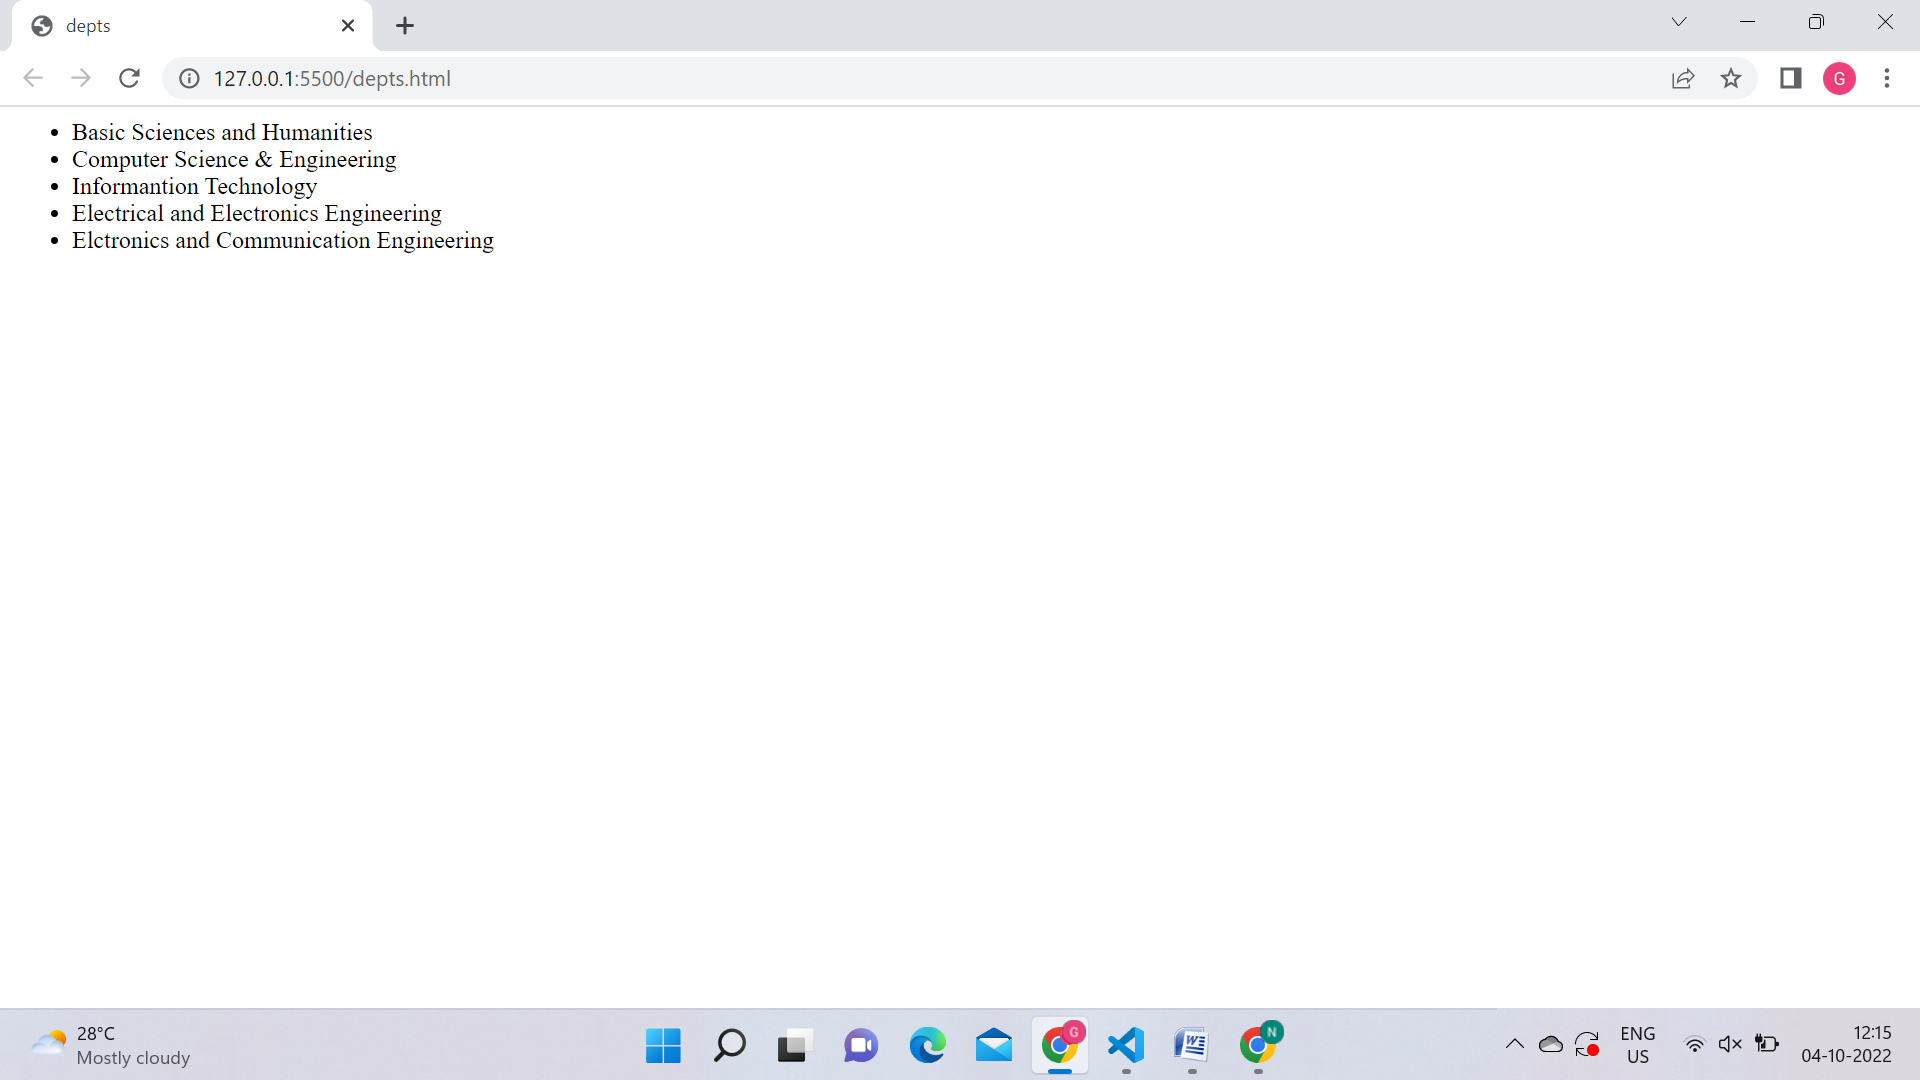 depts
127.0.0.1:5500/depts.html
G
Basic Sciences and Humanities
Computer Science & Engineering
Informantion Technology
Electrical and Electronics Engineering
Elctronics and Communication Engineering
28°C
Mostly cloudy
G
W
N
ENG
US
12:15
04-10-2022